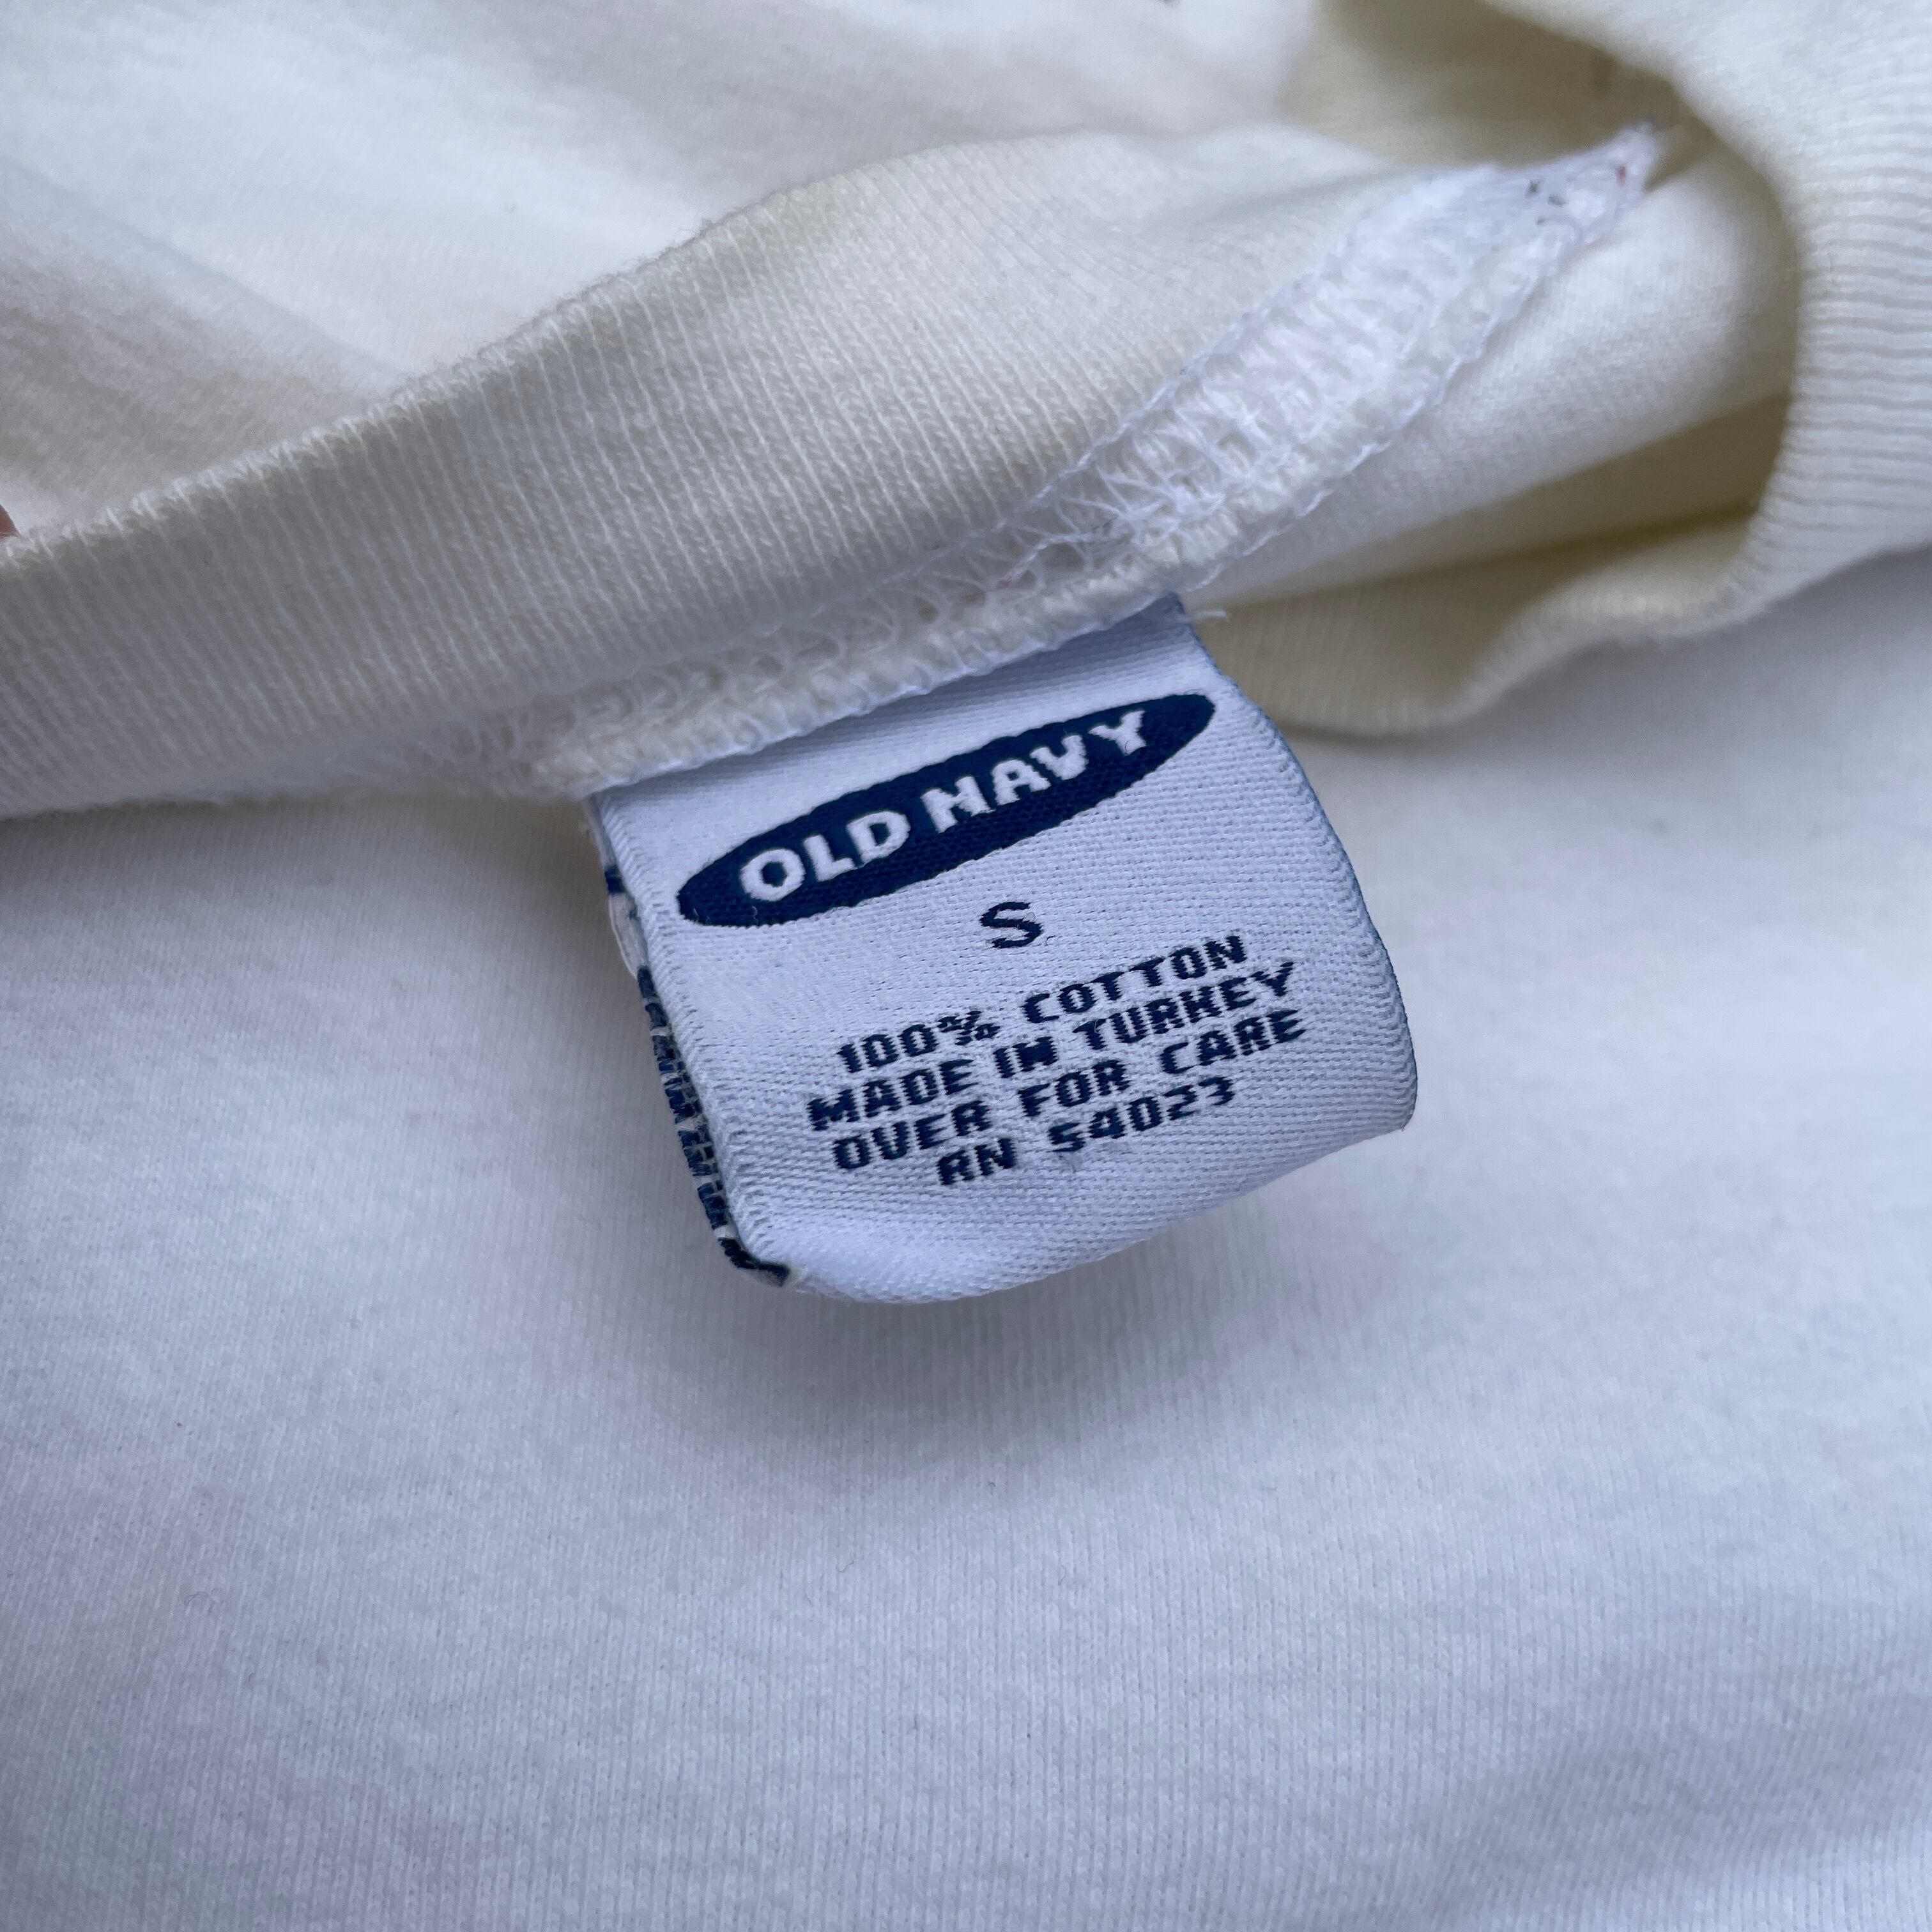 OLD NAVY
S
100% COTTON
MADE IN TURKEY
OVER FOR CARE
RN 54023